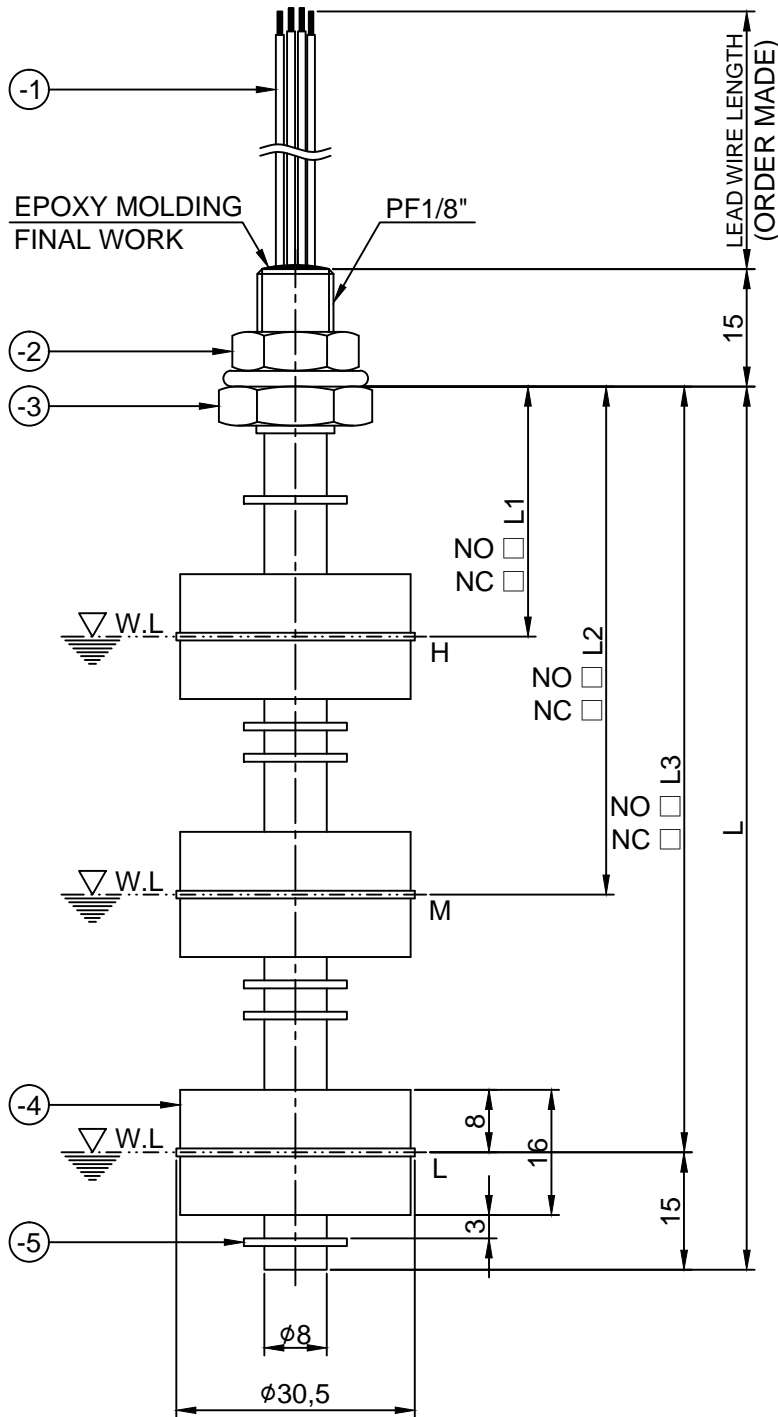 LEAD WIRE LENGTH
(ORDER MADE)
-1
EPOXY MOLDING
FINAL WORK
PF1/8"
15
-2
-3
L1
NO □
NC □
W.L
H
L2
NO □
NC □
L3
NO □
NC □
L
W.L
M
-4
8
16
W.L
L
15
3
-5
ϕ8
ϕ30,5